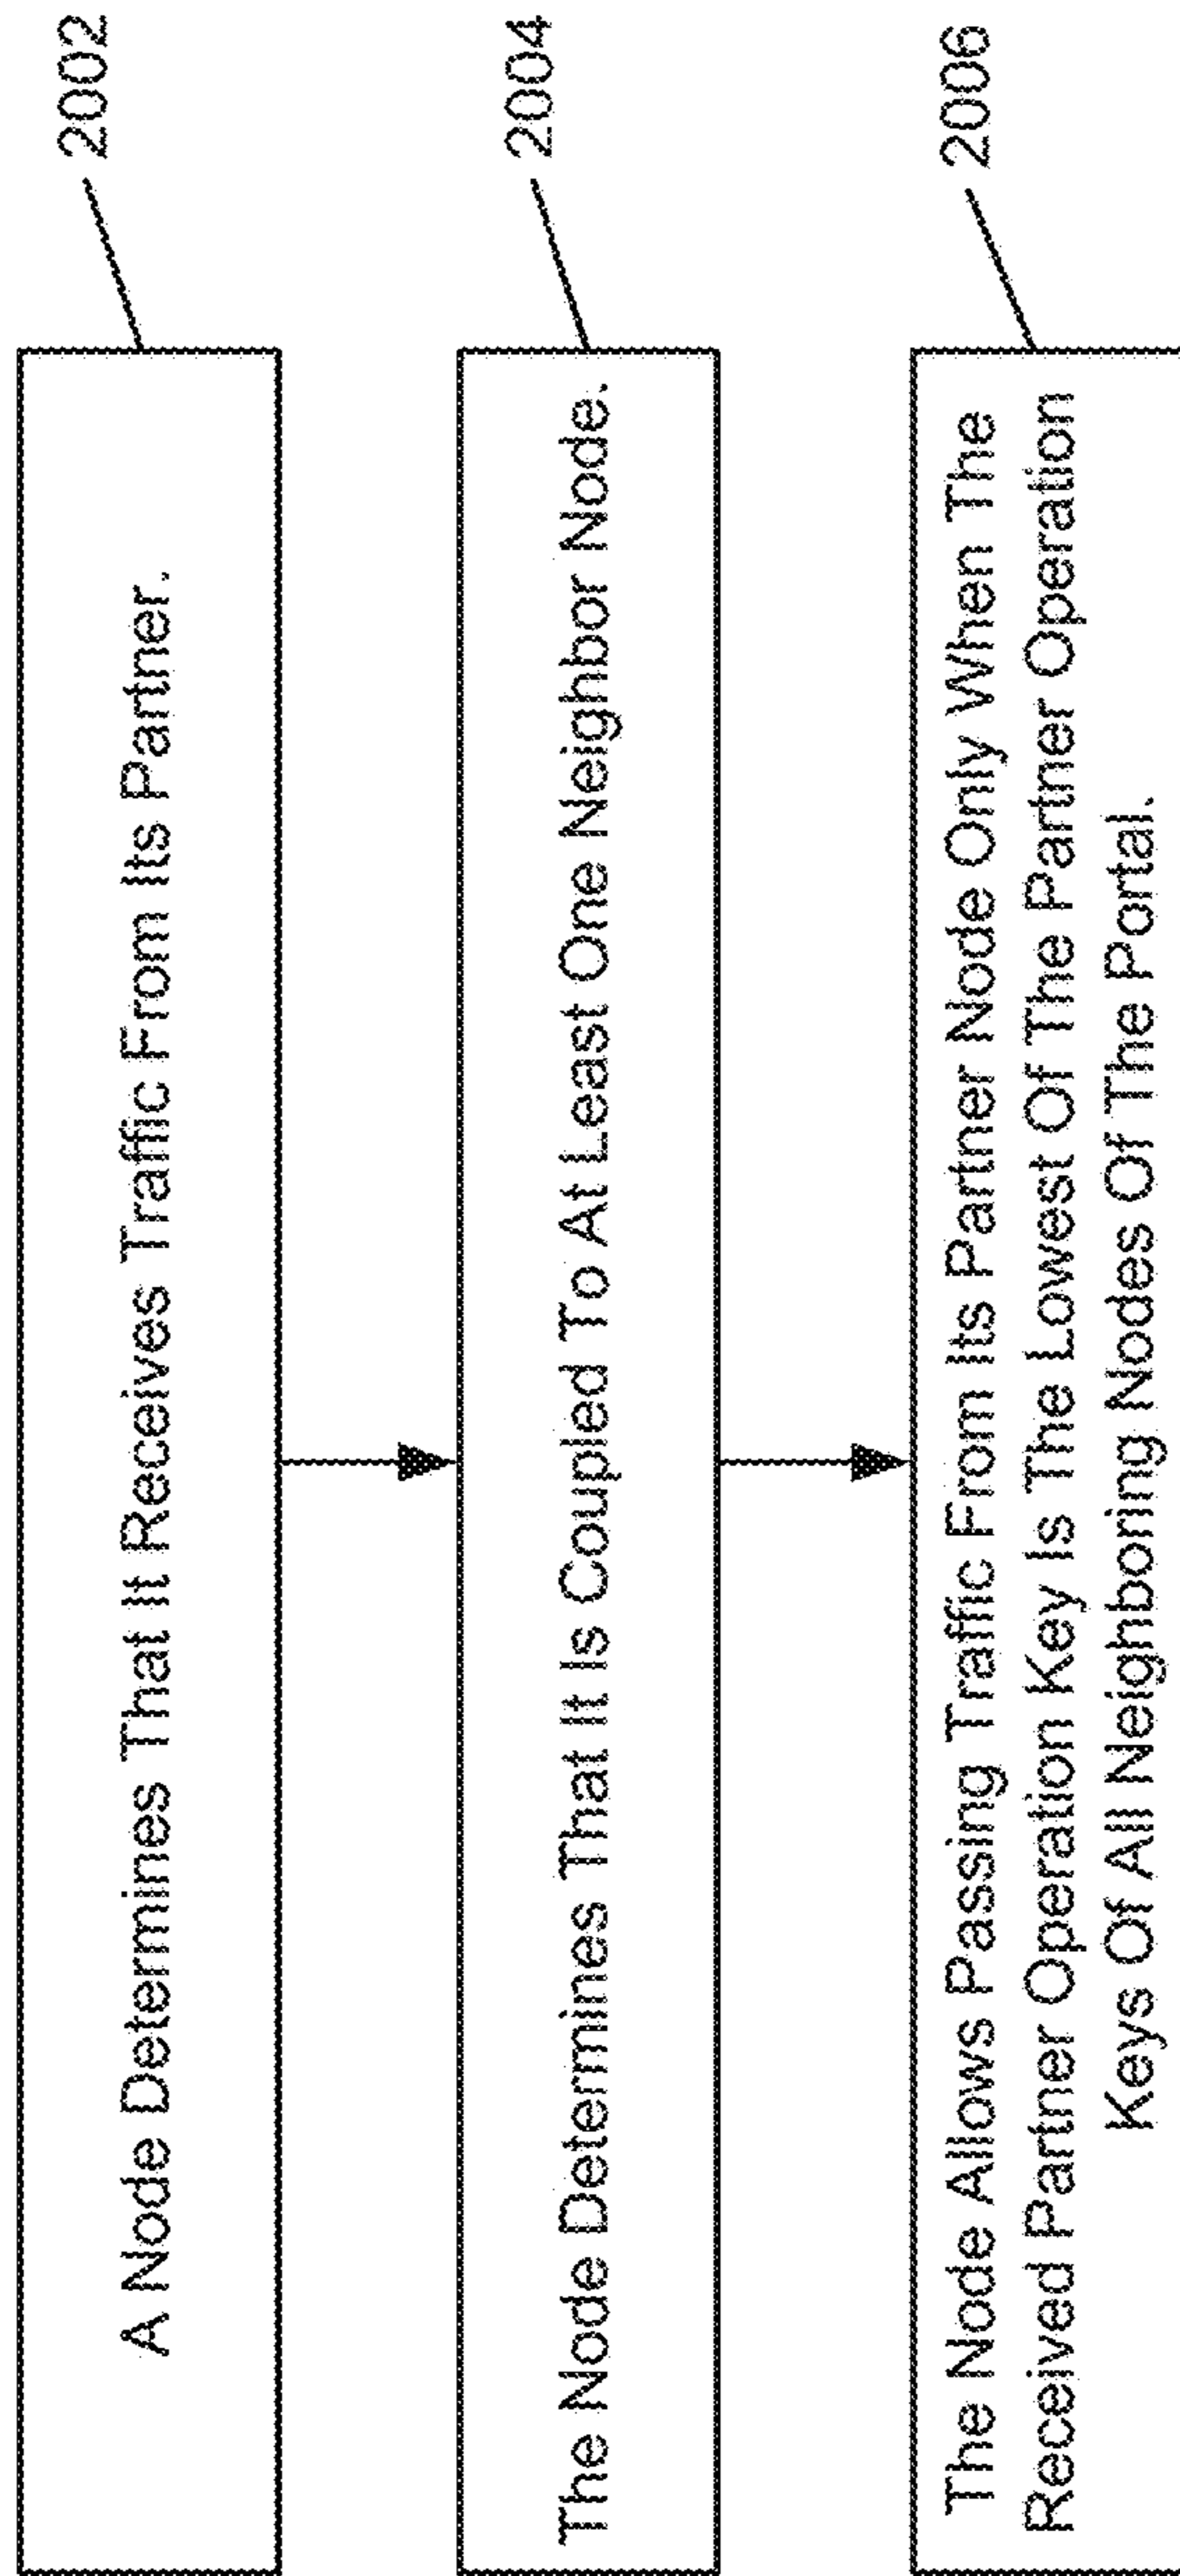 A Node Determines That It Receives Traffic From Its Partner.
2002
The Node Determines That It Is Coupled To At Least One Neighbor Node.
2004
The Node Allows Passing Traffic From Its Partner Node Only When The
Received Partner Operation Key Is The Lowest Of The Partner Operation
Keys Of All Neighboring Nodes Of The Portal.
2006